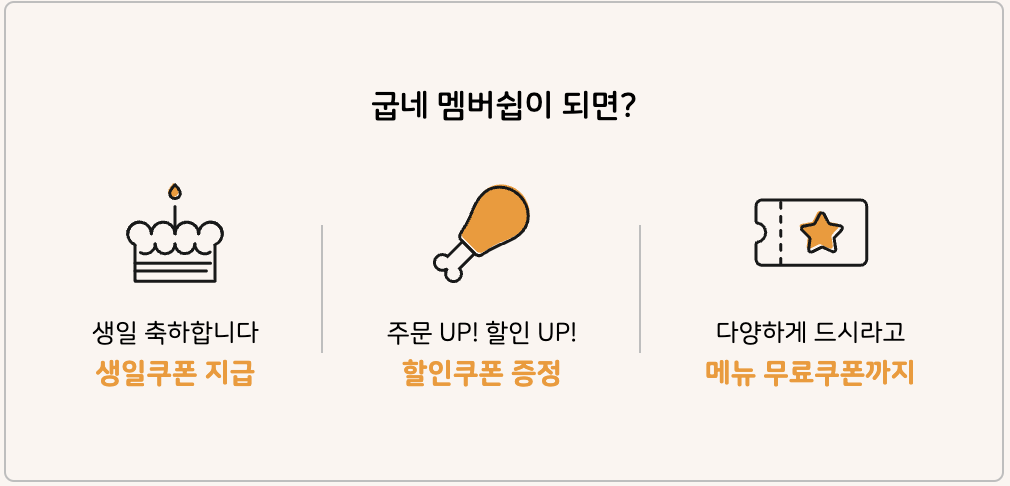 굽네 멤버쉽이 되면?
생일 축하합니다
생일쿠폰 지급
주문 UP! 할인 UP!
할인쿠폰 증정
다양하게 드시라고
메뉴 무료쿠폰까지